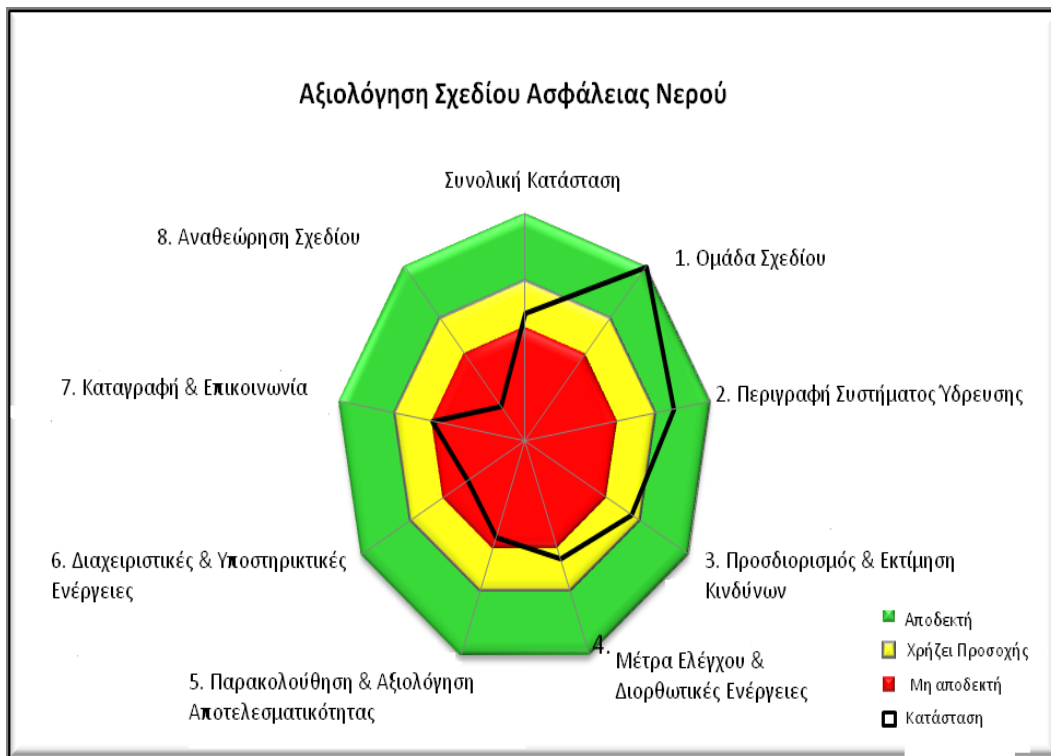 Αξιολόγηση Σχεδίου Ασφάλειας Νερού
Συνολική Κατάσταση
8. Αναθεώρηση Σχεδίου
1. Ομάδα Σχεδίου
7. Καταγραφή & Επικοινωνία
2. Περιγραφή Συστήματος Ύδρευσης
6. Διαχειριστικές & Υποστηρικτικές
Ενέργειες
3. Προσδιορισμός & Εκτίμηση
Κινδύνων
4.
Μέτρα Ελέγχου &
Διορθωτικές Ενέργειες
5. Παρακολούθηση & Αξιολόγηση
Αποτελεσματικότητας
Αποδεκτή
Χρήζει Προσοχής
Μη αποδεκτή
Κατάσταση